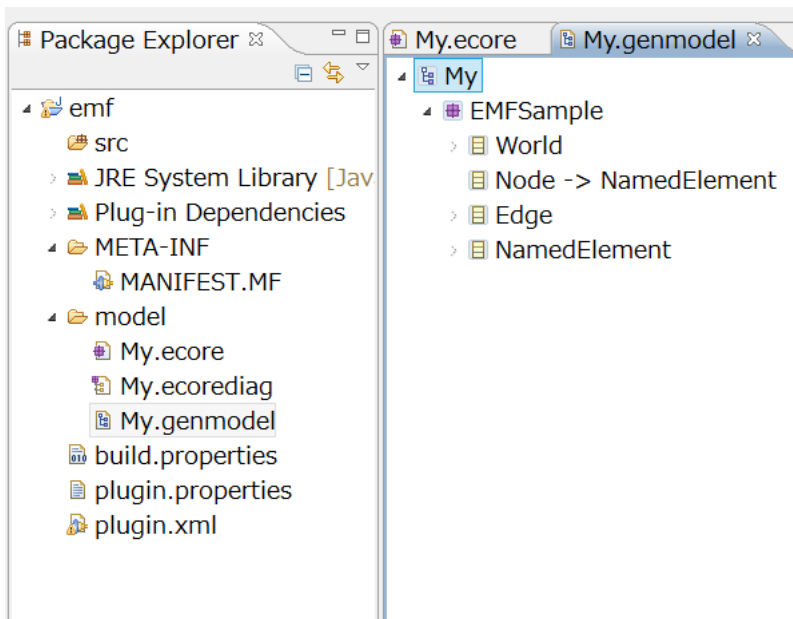 Package Explorer
emf
src
JRE System Library [Jav
Plug-in Dependencies
META-INF
MANIFEST.MF
model
My.ecore
My.ecorediag
My.genmodel
build.properties
plugin.properties
plugin.xml
My.ecore
My.genmodel
My
EMFSample
World
Node -> NamedElement
Edge
NamedElement